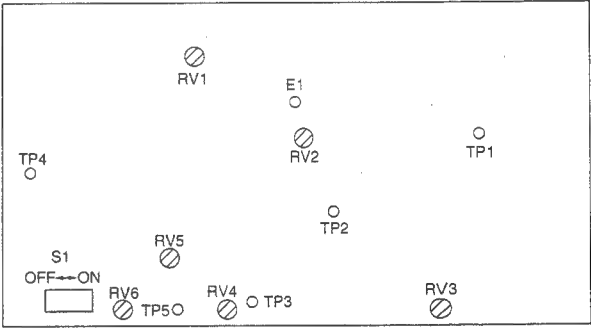 RV1
E1
TP4
RV2
TP1
TP2
RV5
S1
OFF↔ON
RV6
TP5
RV4
TP3
RV3